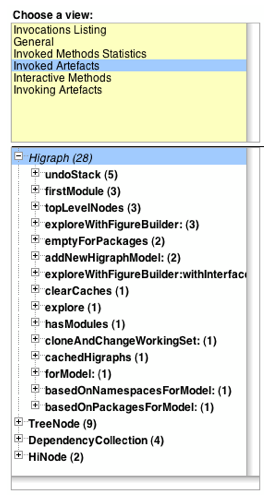 Choose a view:
Invocations Listing
General
Invoked Methods Statistics
Invoked Artefacts
Interactive Methods
Invoking Artefacts
Higraph (28)
undoStack (5)
firstModule (3)
topLevelNodes (3)
exploreWithFigureBuilder: (3)
emptyForPackages (2)
addNewHigraphModel: (2)
exploreWithFigureBuilder:withInterfac
clearCaches (1)
explore (1)
hasModules (1)
cloneAndChangeWorkingSet: (1)
cachedHigraphs (1)
forModel: (1)
basedOnNamespacesForModel: (1)
basedOnPackagesForModel: (1)
TreeNode (9)
DependencyCollection (4)
HiNode (2)